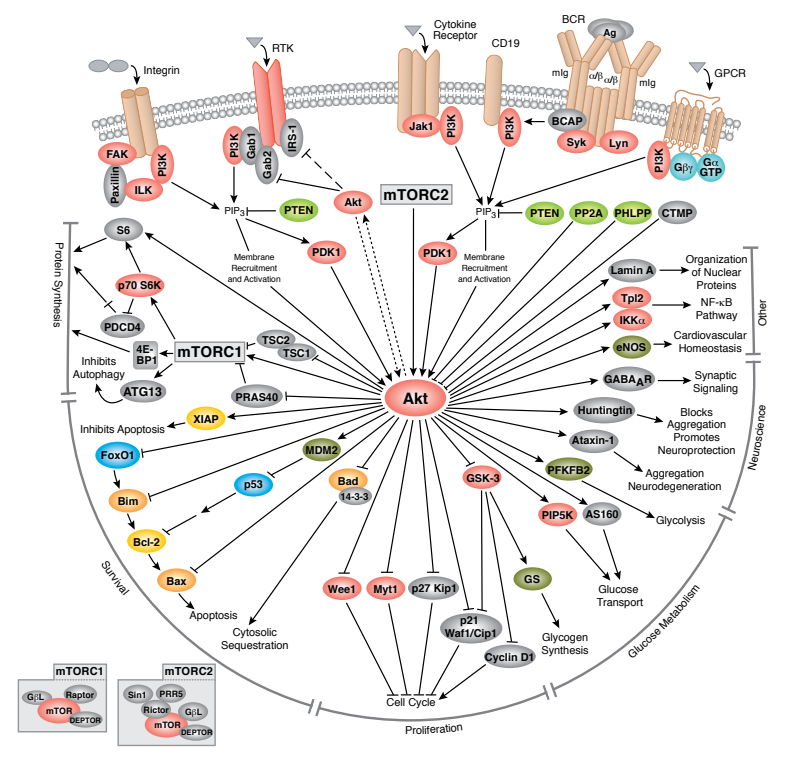 Integrin
RTK
Cytokine
Receptor
CD19
BCR
Ag
mIg
α/β
α/β
mIg
GPCR
FAK
Paxillin
ILK
PI3K
PI3K
Gab1
Gab2
IRS-1
Jak1
PI3K
PI3K
BCAP
Syk
Lyn
PI3K
Gβγ
Gα
GTP
PIP3
PTEN
Akt
mTORC2
PIP3
PTEN
PP2A
PHLPP
CTMP
Membrane
Recruitment
and Activation
PDK1
PDK1
Membrane
Recruitment
and Activation
Protein Synthesis
S6
p70 S6K
PDCD4
4E-
BP1
mTORC1
TSC2
TSC1
Inhibits
Autophagy
ATG13
PRAS40
Akt
Lamin A
Organization
of Nuclear
Proteins
Tpl2
IKKα
NF-κB
Pathway
eNOS
Cardiovascular
Homeostasis
Other
GABAAR
Synaptic
Signaling
Huntingtin
Blocks
Aggregation
Promotes
Neuroprotection
Ataxin-1
Aggregation
Neurodegeneration
Neuroscience
XIAP
Inhibits Apoptosis
FoxO1
Bim
Bcl-2
Bax
Apoptosis
p53
MDM2
Bad
14-3-3
Cytosolic
Sequestration
Survival
GSK-3
PFKFB2
Glycolysis
PIP5K
AS160
Glucose
Transport
GS
Glycogen
Synthesis
Glucose Metabolism
Wee1
Myt1
p27 Kip1
p21
Waf1/Cip1
Cyclin D1
Cell Cycle
Proliferation
mTORC1
GβL
Raptor
mTOR
DEPTOR
mTORC2
Sin1
PRR5
Rictor
GβL
mTOR
DEPTOR